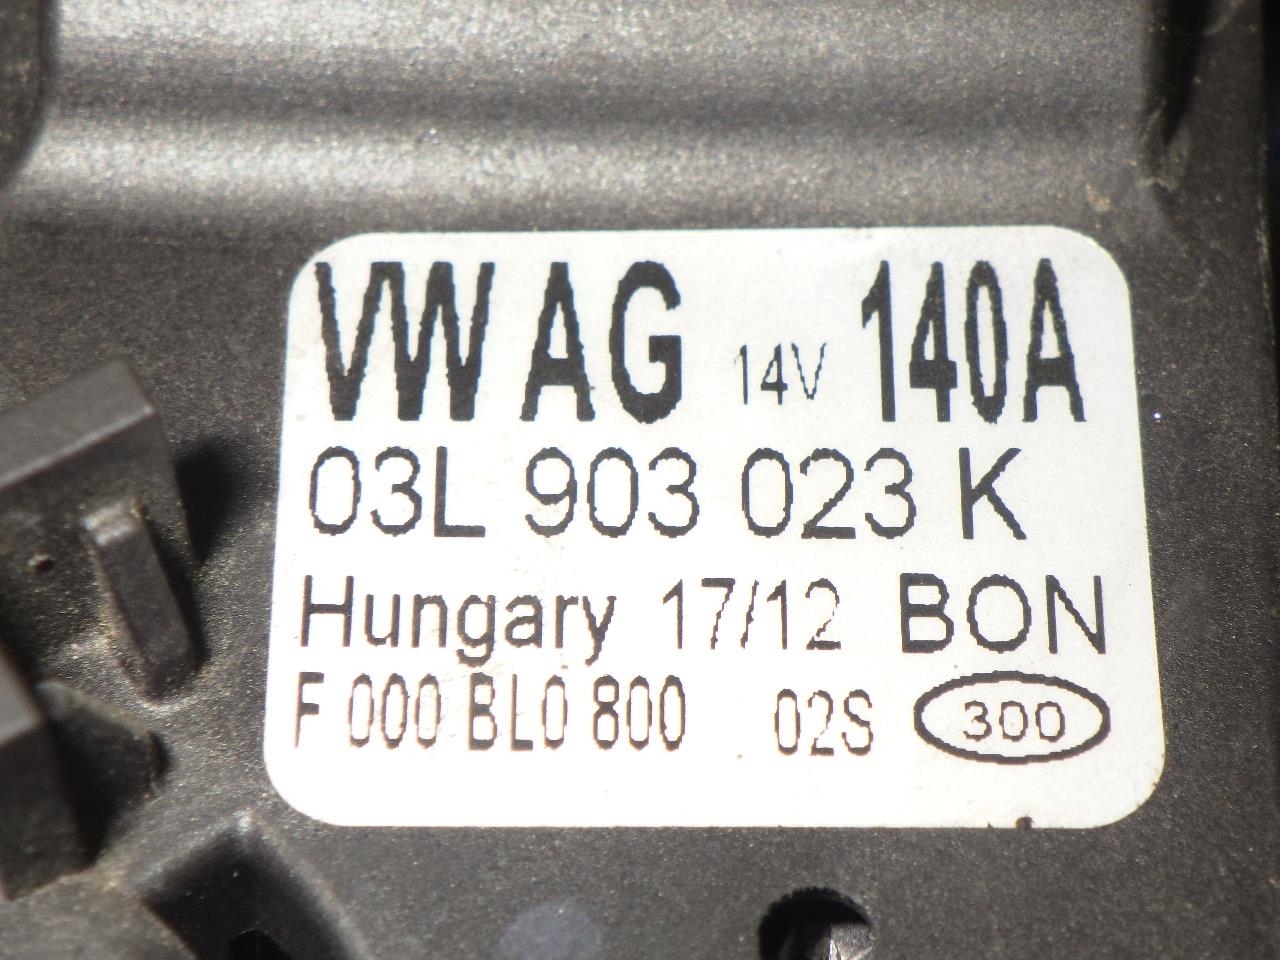 VW AG 14V 140A
03L 903 023 K
Hungary 17/12 BON
F 000 BL0 800 02S 300